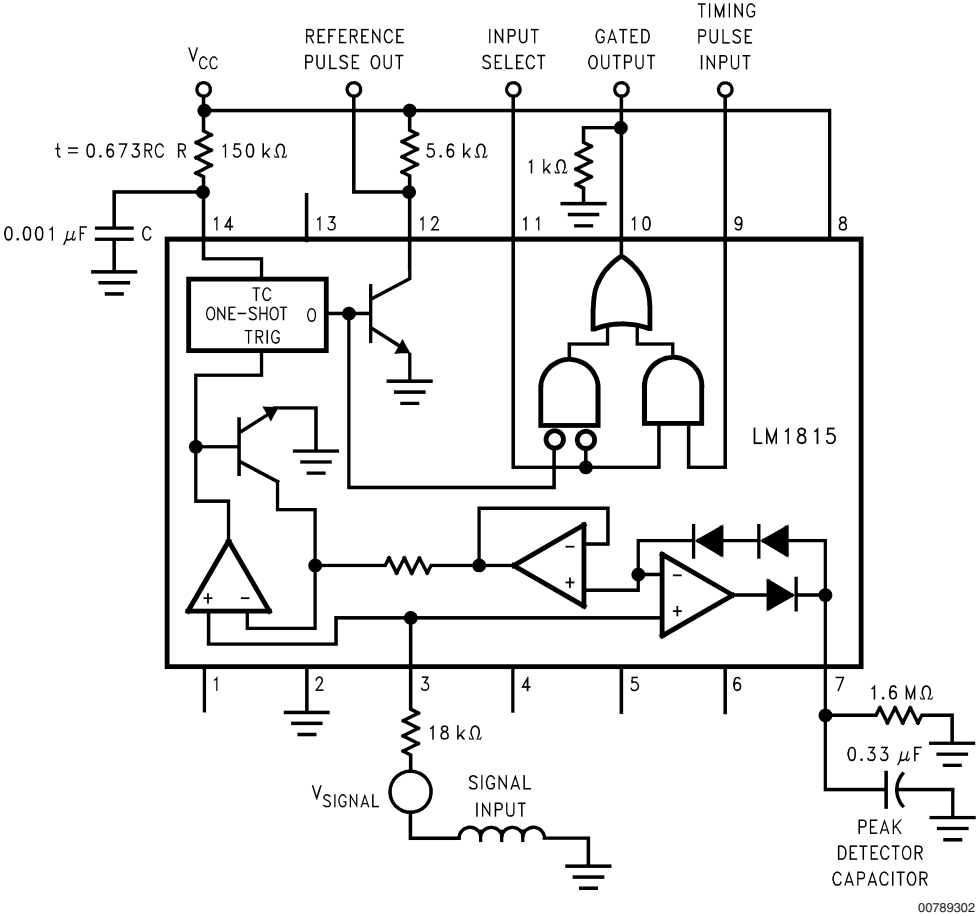 TIMING
PULSE
INPUT
REFERENCE
PULSE OUT
INPUT
SELECT
GATED
OUTPUT
VCC
t = 0.673RC R
150 kΩ
5.6 kΩ
1 kΩ
0.001 μF
C
14
13
12
11
10
9
8
TC
ONE-SHOT
O
TRIG
LM1815
−
+
−
+
+ −
1
2
3
4
5
6
7
18 kΩ
1.6 MΩ
0.33 μF
VSIGNAL
SIGNAL
INPUT
PEAK
DETECTOR
CAPACITOR
00789302